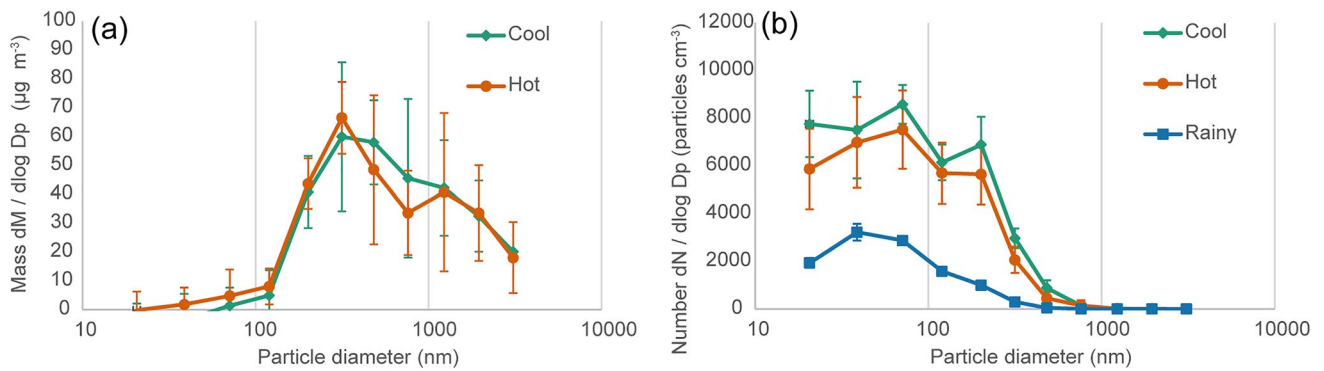 (a)
Mass dM / dlog Dp (µg m⁻³)
100
90
80
70
60
50
40
30
20
10
0
10
100
1000
10000
Particle diameter (nm)
Cool
Hot
(b)
Number dN / dlog Dp (particles cm⁻³)
12000
10000
8000
6000
4000
2000
0
10
100
1000
10000
Particle diameter (nm)
Cool
Hot
Rainy